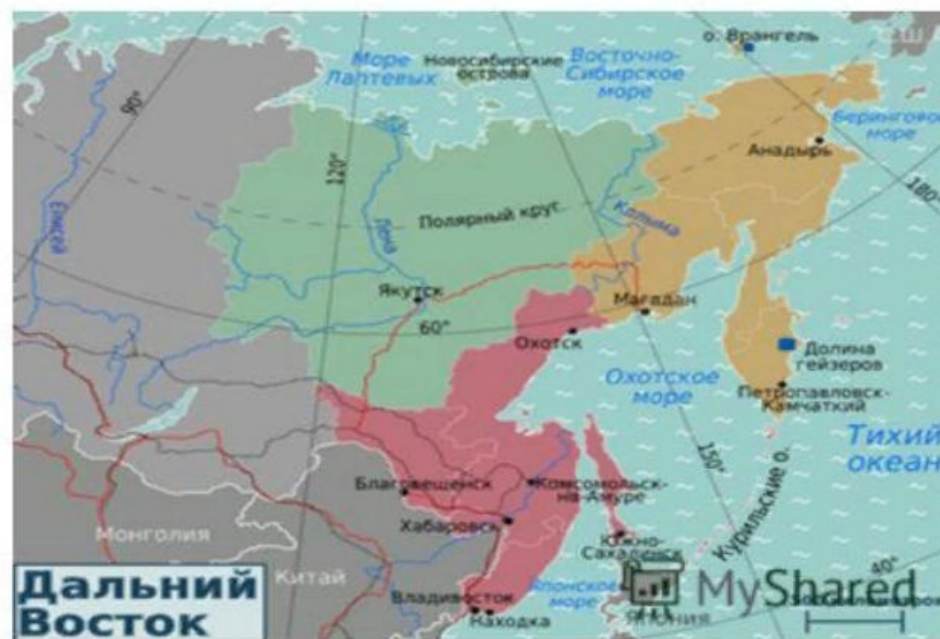 о. Врангель
США
Море
Лаптевых
Новосибирские
острова
Восточно-
Сибирское
море
Берингово
море
90°
120°
Анадырь
180°
Енисей
Лена
Полярный круг
Колыма
Якутск
60°
Магадан
Охотск
Долина
гейзеров
Охотское
море
Петропавловск-
Камчаткий
150°
Тихий
океан
Благовещенск
Комсомольск-
на-Амуре
Хабаровск
Южно-
Сахалинск
Курильские о.
Монголия
Китай
40°
Дальний
Восток
Японское
море
MyShared
Владивосток
Находка
ЯПОНИЯ